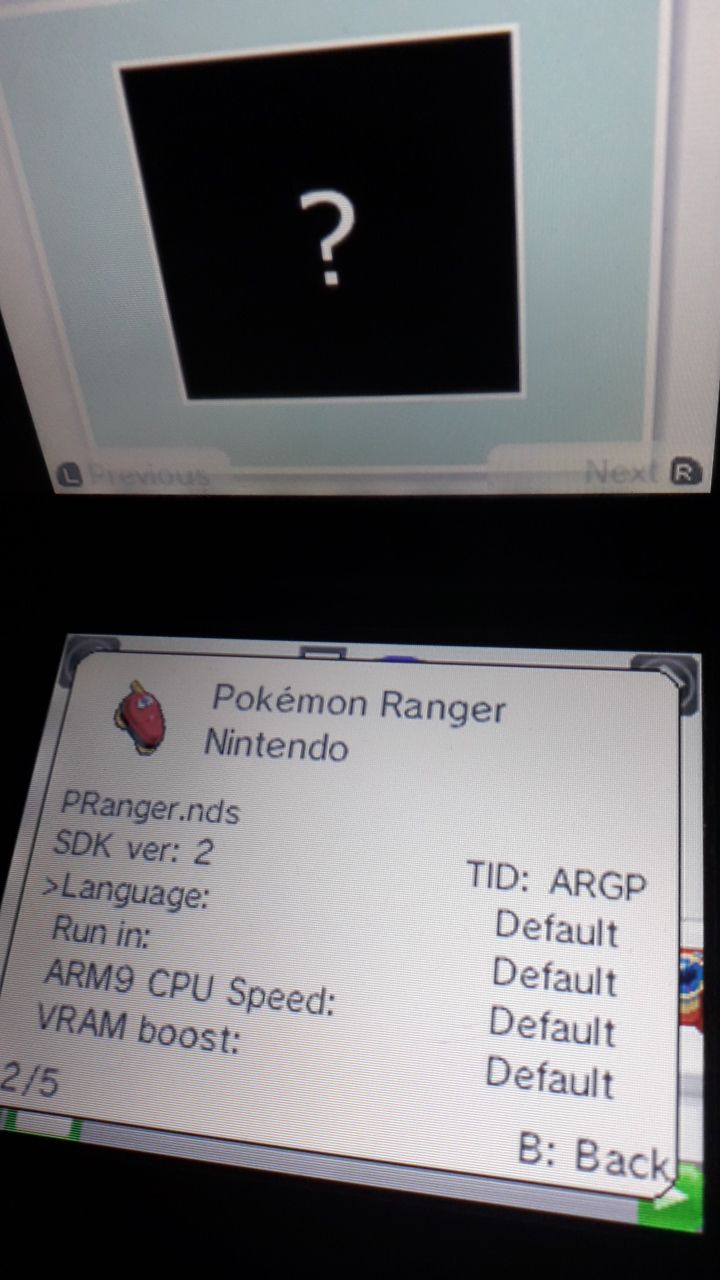 ?
L Previous
Next R
Pokémon Ranger
Nintendo
PRanger.nds
SDK ver: 2
TID: ARGP
>Language: Default
Run in: Default
ARM9 CPU Speed: Default
VRAM boost: Default
2/5
B: Back